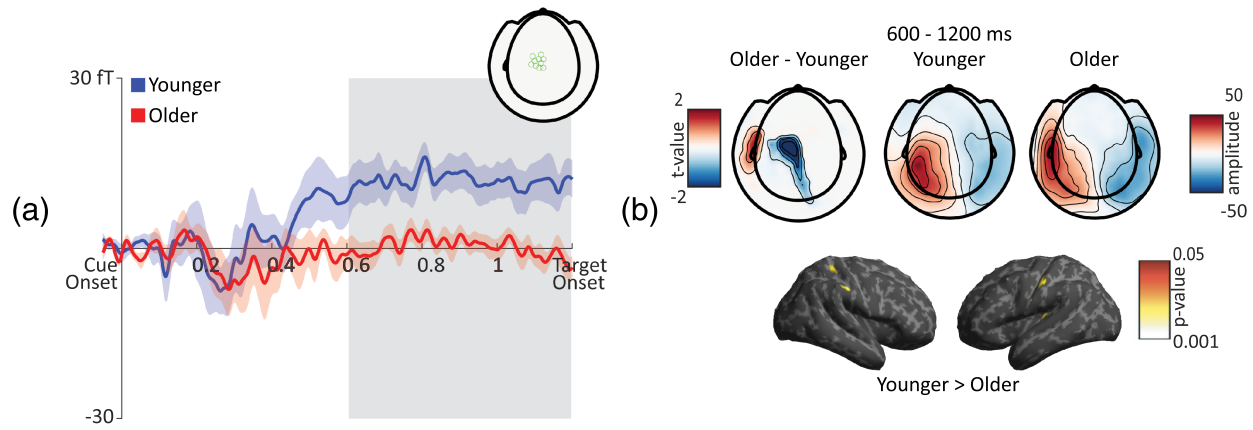 (a)
30 fT
Younger
Older
Cue
Onset
0.2
0.4
0.6
0.8
1
Target
Onset
-30
(b)
600 - 1200 ms
Older - Younger
Younger
Older
2
t-value
-2
50
amplitude
-50
0.05
p-value
0.001
Younger > Older